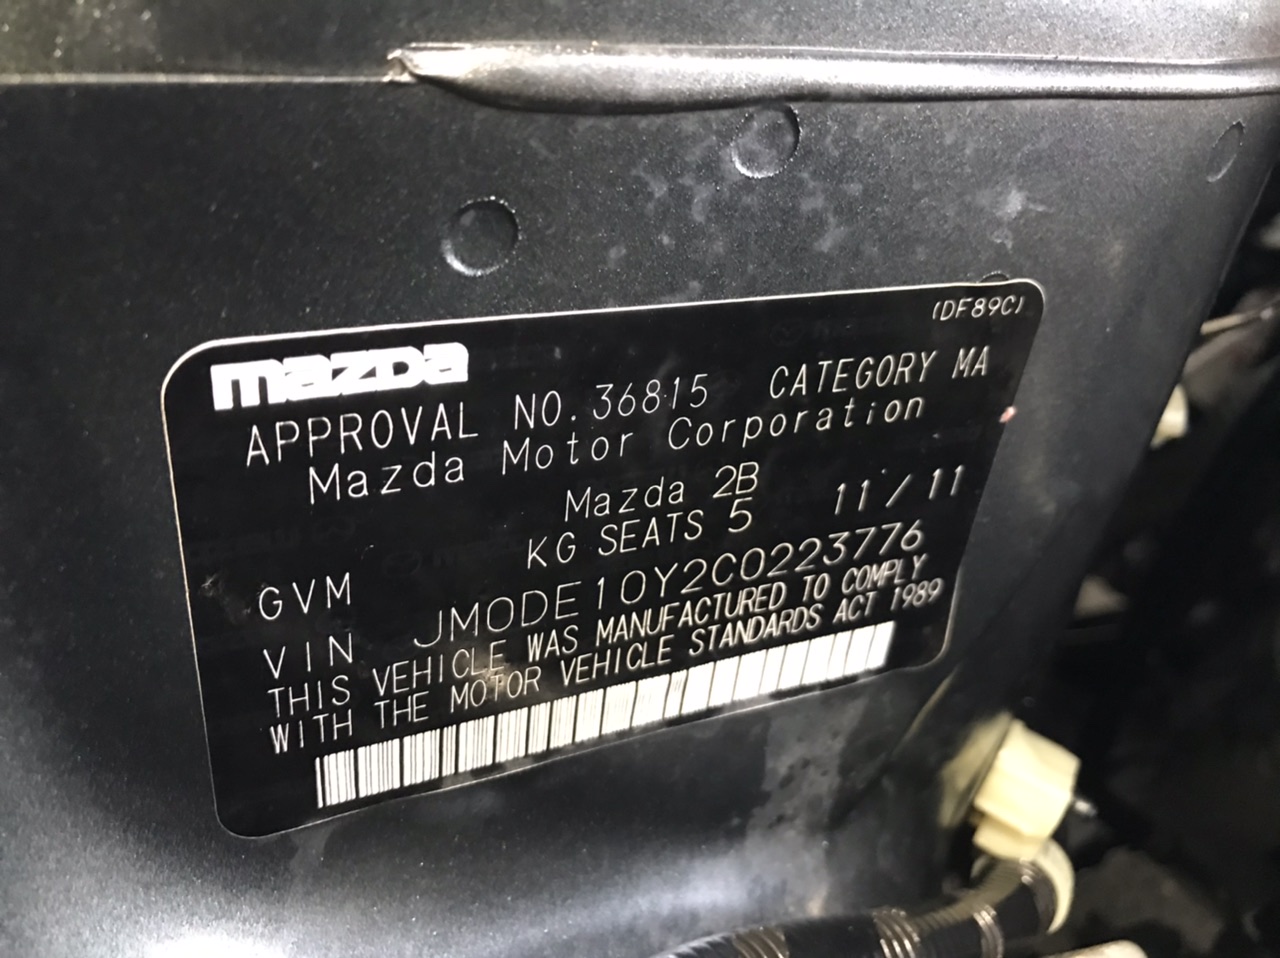 (DF89C)
mazda
APPROVAL NO. 36815 CATEGORY MA
Mazda Motor Corporation
Mazda 2B 11/11
GVM KG SEATS 5
VIN JM0DE10Y2C0223776
THIS VEHICLE WAS MANUFACTURED TO COMPLY
WITH THE MOTOR VEHICLE STANDARDS ACT 1989